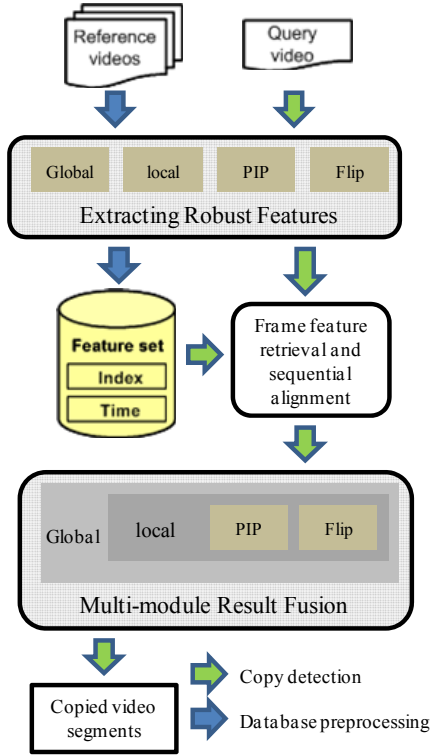 Reference
videos
Query
video
Global
local
PIP
Flip
Extracting Robust Features
Feature set
Index
Time
Frame feature
retrieval and
sequential
alignment
Global
local
PIP
Flip
Multi-module Result Fusion
Copied video
segments
Copy detection
Database preprocessing